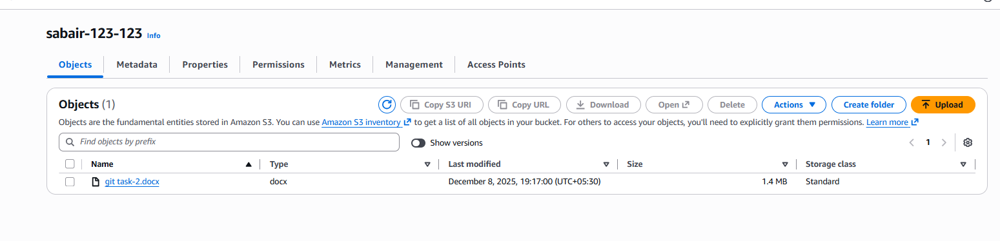 sabair-123-123 Info
Objects Metadata Properties Permissions Metrics Management Access Points
Objects (1) Copy S3 URI Copy URL Download Open Delete Actions Create folder Upload
Objects are the fundamental entities stored in Amazon S3. You can use Amazon S3 inventory to get a list of all objects in your bucket. For others to access your objects, you'll need to explicitly grant them permissions. Learn more
Find objects by prefix Show versions 1
Name Type Last modified Size Storage class
git task-2.docx docx December 8, 2025, 19:17:00 (UTC+05:30) 1.4 MB Standard